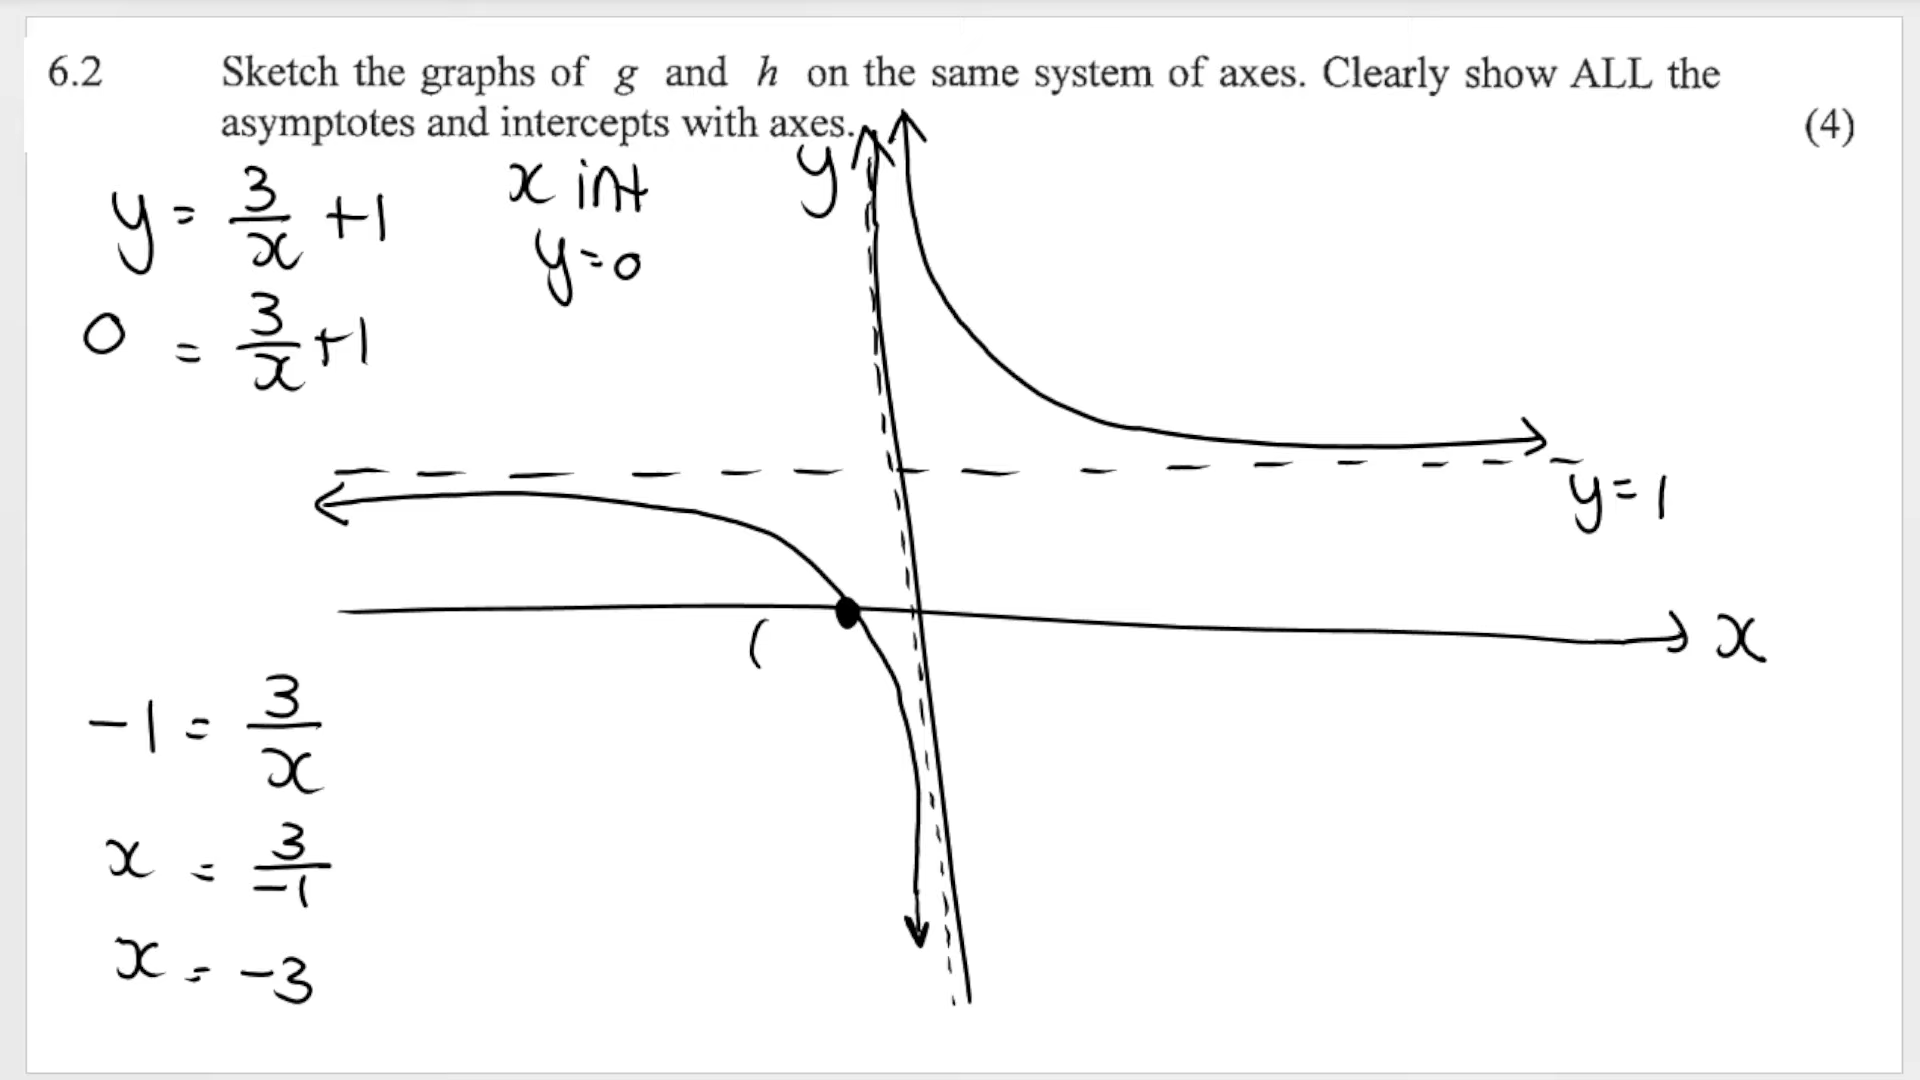 6.2 Sketch the graphs of g and h on the same system of axes. Clearly show ALL the
asymptotes and intercepts with axes. (4)
y = 3/x + 1
x int
y = 0
0 = 3/x + 1
y
y = 1
(
x
-1 = 3/x
x = 3/-1
x = -3